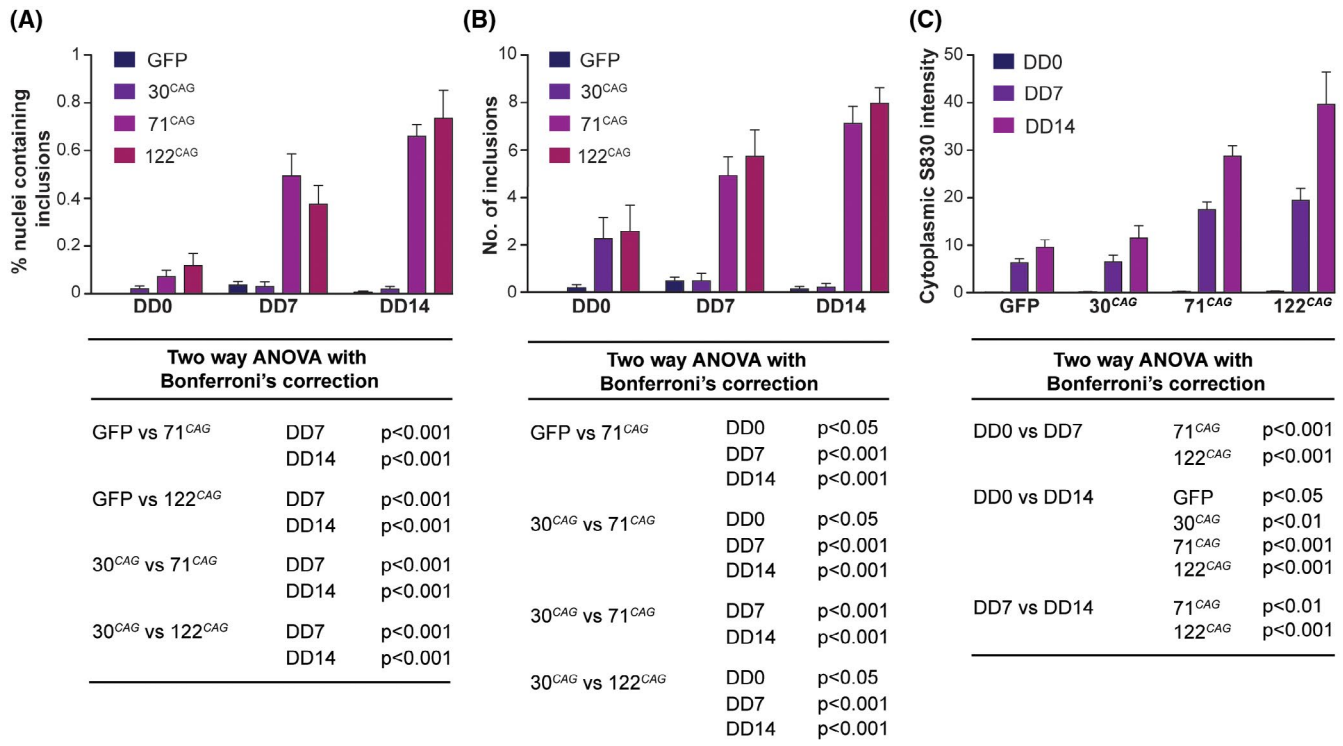 (A)
% nuclei containing
inclusions
1
0.8
0.6
0.4
0.2
0
GFP
30CAG
71CAG
122CAG
DD0 DD7 DD14
Two way ANOVA with
Bonferroni's correction
GFP vs 71CAG DD7 p<0.001
DD14 p<0.001
GFP vs 122CAG DD7 p<0.001
DD14 p<0.001
30CAG vs 71CAG DD7 p<0.001
DD14 p<0.001
30CAG vs 122CAG DD7 p<0.001
DD14 p<0.001
(B)
No. of inclusions
10
8
6
4
2
0
GFP
30CAG
71CAG
122CAG
DD0 DD7 DD14
Two way ANOVA with
Bonferroni's correction
GFP vs 71CAG DD0 p<0.05
DD7 p<0.001
DD14 p<0.001
30CAG vs 71CAG DD0 p<0.05
DD7 p<0.001
DD14 p<0.001
30CAG vs 71CAG DD7 p<0.001
DD14 p<0.001
30CAG vs 122CAG DD0 p<0.05
DD7 p<0.001
DD14 p<0.001
(C)
Cytoplasmic S830 intensity
50
40
30
20
10
0
DD0
DD7
DD14
GFP 30CAG 71CAG 122CAG
Two way ANOVA with
Bonferroni's correction
DD0 vs DD7 71CAG p<0.001
122CAG p<0.001
DD0 vs DD14 GFP p<0.05
30CAG p<0.01
71CAG p<0.001
122CAG p<0.001
DD7 vs DD14 71CAG p<0.01
122CAG p<0.001